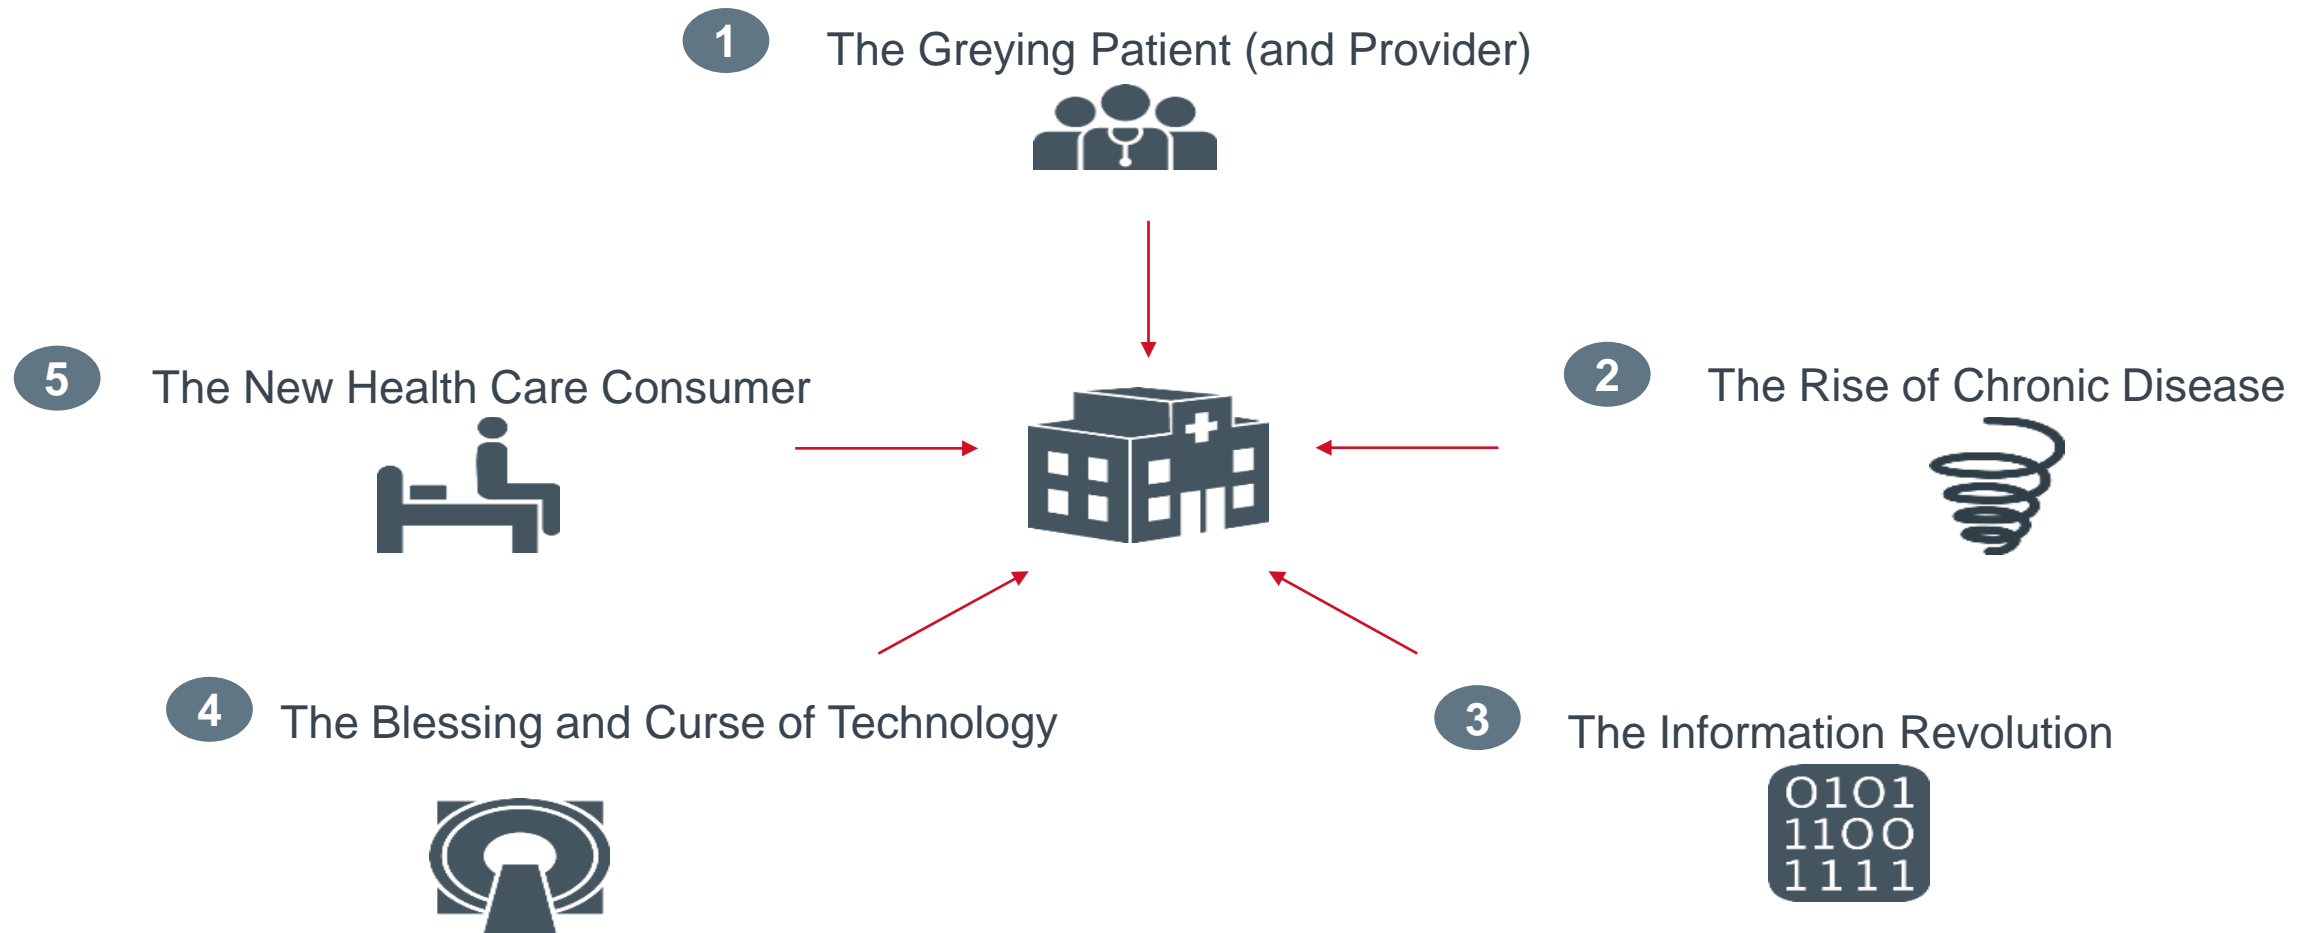 1
The Greying Patient (and Provider)
5
The New Health Care Consumer
2
The Rise of Chronic Disease
4
The Blessing and Curse of Technology
3
The Information Revolution
0101
1100
1111